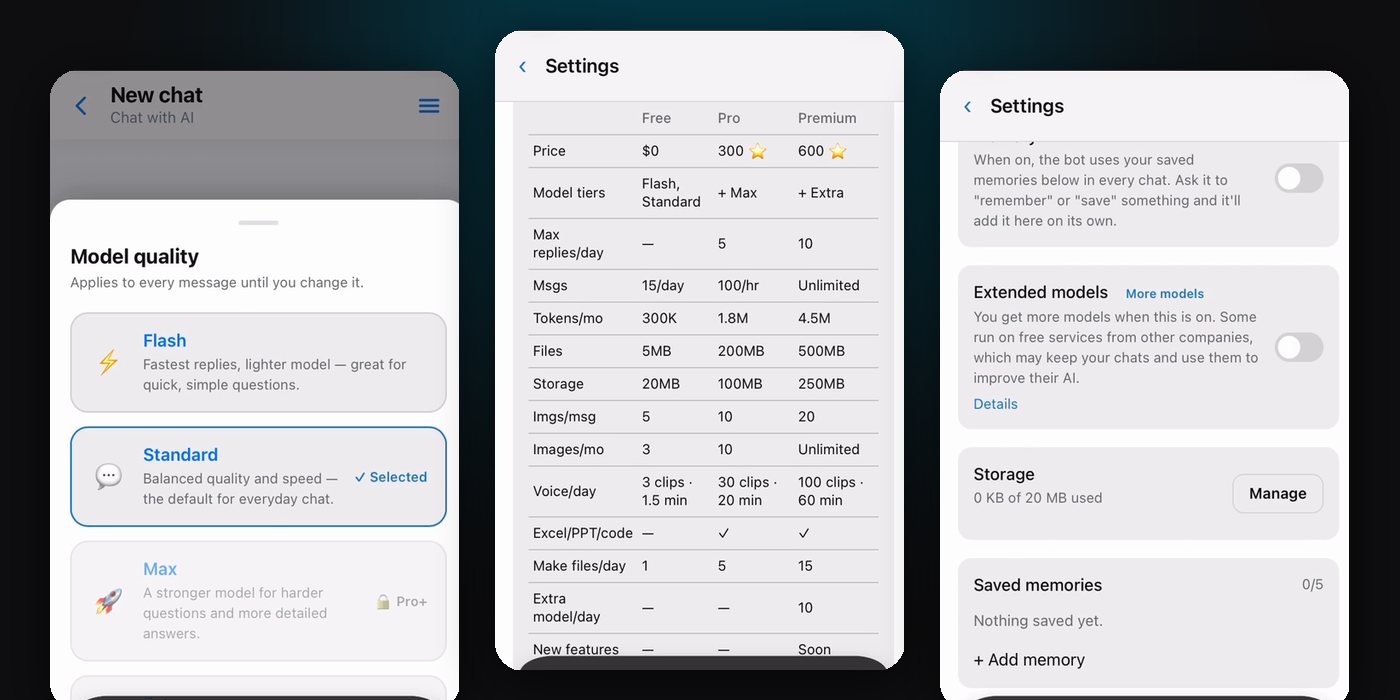 New chat
Chat with AI
Model quality
Applies to every message until you change it.
Flash
Fastest replies, lighter model — great for
quick, simple questions.
Standard
Balanced quality and speed —
the default for everyday chat.
✓ Selected
Max
A stronger model for harder
questions and more detailed
answers.
Pro+
Settings
Free Pro Premium
Price $0 300 ⭐ 600 ⭐
Model tiers Flash, Standard + Max + Extra
Max replies/day — 5 10
Msgs 15/day 100/hr Unlimited
Tokens/mo 300K 1.8M 4.5M
Files 5MB 200MB 500MB
Storage 20MB 100MB 250MB
Imgs/msg 5 10 20
Images/mo 3 10 Unlimited
Voice/day 3 clips · 1.5 min 30 clips · 20 min 100 clips · 60 min
Excel/PPT/code — ✓ ✓
Make files/day 1 5 15
Extra model/day — — 10
New features — — Soon
Settings
When on, the bot uses your saved
memories below in every chat. Ask it to
"remember" or "save" something and it'll
add it here on its own.
Extended models More models
You get more models when this is on. Some
run on free services from other companies,
which may keep your chats and use them to
improve their AI.
Details
Storage
0 KB of 20 MB used
Manage
Saved memories 0/5
Nothing saved yet.
+ Add memory